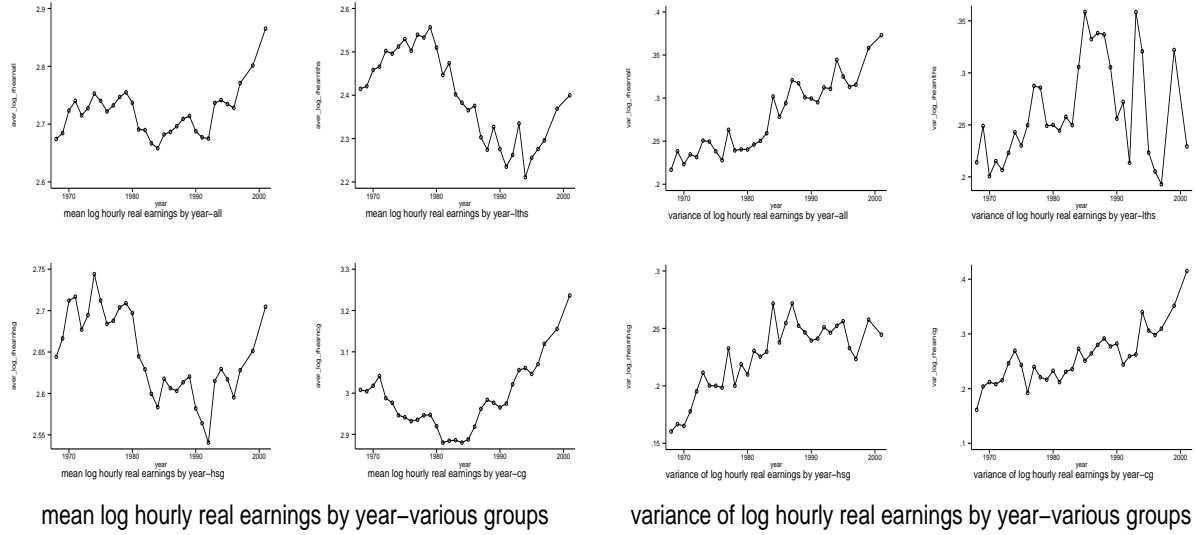 2.9
2.8
2.7
2.6
aver_log_rhearnall
1970
1980
1990
2000
year
mean log hourly real earnings by year−all
2.6
2.5
2.4
2.3
2.2
aver_log_rhearnlths
1970
1980
1990
2000
year
mean log hourly real earnings by year−lths
2.75
2.7
2.65
2.6
2.55
aver_log_rhearnhsg
1970
1980
1990
2000
year
mean log hourly real earnings by year−hsg
3.3
3.2
3.1
3
2.9
aver_log_rhearncg
1970
1980
1990
2000
year
mean log hourly real earnings by year−cg
mean log hourly real earnings by year−various groups
.4
.35
.3
.25
.2
var_log_rhearnall
1970
1980
1990
2000
year
variance of log hourly real earnings by year−all
.35
.3
.25
.2
var_log_rhearnlths
1970
1980
1990
2000
year
variance of log hourly real earnings by year−lths
.3
.25
.2
.15
var_log_rhearnhsg
1970
1980
1990
2000
year
variance of log hourly real earnings by year−hsg
.4
.3
.2
.1
var_log_rhearncg
1970
1980
1990
2000
year
variance of log hourly real earnings by year−cg
variance of log hourly real earnings by year−various groups